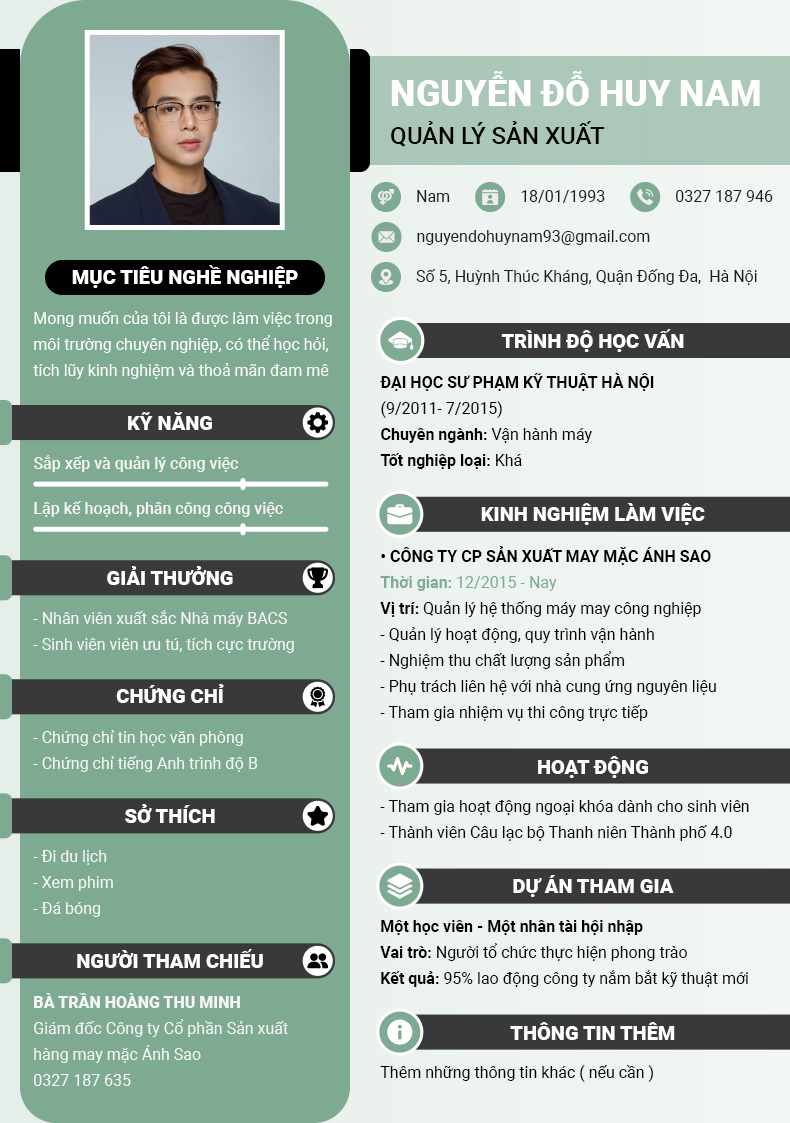 NGUYỄN ĐỖ HUY NAM
QUẢN LÝ SẢN XUẤT
Nam
18/01/1993
0327 187 946
nguyendohuynam93@gmail.com
Số 5, Huỳnh Thúc Kháng, Quận Đống Đa,  Hà Nội
MỤC TIÊU NGHỀ NGHIỆP
Mong muốn của tôi là được làm việc trong
môi trường chuyên nghiệp, có thể học hỏi,
tích lũy kinh nghiệm và thoả mãn đam mê
KỸ NĂNG
Sắp xếp và quản lý công việc
Lập kế hoạch, phân công công việc
GIẢI THƯỞNG
- Nhân viên xuất sắc Nhà máy BACS
- Sinh viên viên ưu tú, tích cực trường
CHỨNG CHỈ
- Chứng chỉ tin học văn phòng
- Chứng chỉ tiếng Anh trình độ B
SỞ THÍCH
- Đi du lịch
- Xem phim
- Đá bóng
NGƯỜI THAM CHIẾU
BÀ TRẦN HOÀNG THU MINH
Giám đốc Công ty Cổ phần Sản xuất
hàng may mặc Ánh Sao
0327 187 635
TRÌNH ĐỘ HỌC VẤN
ĐẠI HỌC SƯ PHẠM KỸ THUẬT HÀ NỘI
(9/2011- 7/2015)
Chuyên ngành: Vận hành máy
Tốt nghiệp loại: Khá
KINH NGHIỆM LÀM VIỆC
• CÔNG TY CP SẢN XUẤT MAY MẶC ÁNH SAO
Thời gian: 12/2015 - Nay
Vị trí: Quản lý hệ thống máy may công nghiệp
- Quản lý hoạt động, quy trình vận hành
- Nghiệm thu chất lượng sản phẩm
- Phụ trách liên hệ với nhà cung ứng nguyên liệu
- Tham gia nhiệm vụ thi công trực tiếp
HOẠT ĐỘNG
- Tham gia hoạt động ngoại khóa dành cho sinh viên
- Thành viên Câu lạc bộ Thanh niên Thành phố 4.0
DỰ ÁN THAM GIA
Một học viên - Một nhân tài hội nhập
Vai trò: Người tổ chức thực hiện phong trào
Kết quả: 95% lao động công ty nắm bắt kỹ thuật mới
THÔNG TIN THÊM
Thêm những thông tin khác ( nếu cần )